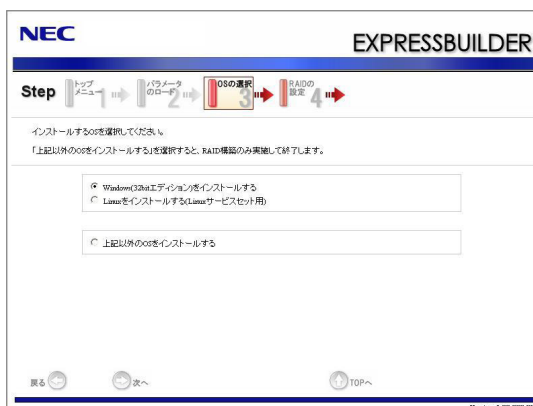 NEC
EXPRESSBUILDER
Step
トップメニュー 1
パラメータのロード 2
OSの選択 3
RAIDの設定 4
インストールするOSを選択してください。
「上記以外のOSをインストールする」を選択すると、RAID構築のみ実施して終了します。
Windows(32bitエディション)をインストールする
Linuxをインストールする(Linuxサービスセット用)
上記以外のOSをインストールする
戻る
次へ
TOPへ